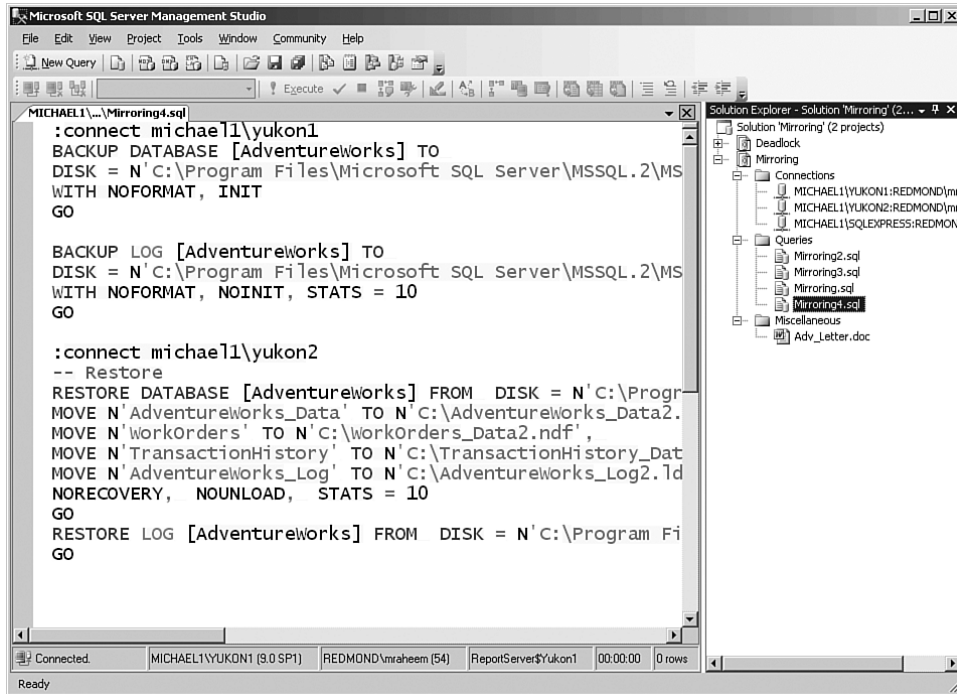 Microsoft SQL Server Management Studio
File Edit View Project Tools Window Community Help
New Query
Execute
MICHAEL1\...\Mirroring4.sql
:connect michael1\yukon1
BACKUP DATABASE [AdventureWorks] TO
DISK = N'C:\Program Files\Microsoft SQL Server\MSSQL.2\MS
WITH NOFORMAT, INIT
GO
BACKUP LOG [AdventureWorks] TO
DISK = N'C:\Program Files\Microsoft SQL Server\MSSQL.2\MS
WITH NOFORMAT, NOINIT, STATS = 10
GO
:connect michael1\yukon2
-- Restore
RESTORE DATABASE [AdventureWorks] FROM DISK = N'C:\Progr
MOVE N'AdventureWorks_Data' TO N'C:\AdventureWorks_Data2.
MOVE N'WorkOrders' TO N'C:\WorkOrders_Data2.ndf',
MOVE N'TransactionHistory' TO N'C:\TransactionHistory_Dat
MOVE N'AdventureWorks_Log' TO N'C:\AdventureWorks_Log2.ld
NORECOVERY, NOUNLOAD, STATS = 10
GO
RESTORE LOG [AdventureWorks] FROM DISK = N'C:\Program Fi
GO
Solution Explorer - Solution 'Mirroring' (2...
Solution 'Mirroring' (2 projects)
Deadlock
Mirroring
Connections
MICHAEL1\YUKON1:REDMOND\m
MICHAEL1\YUKON2:REDMOND\m
MICHAEL1\SQLEXPRESS:REDMON
Queries
Mirroring2.sql
Mirroring3.sql
Mirroring.sql
Mirroring4.sql
Miscellaneous
Adv_Letter.doc
Connected. MICHAEL1\YUKON1 (9.0 SP1) REDMOND\mraheem (54) ReportServer$Yukon1 00:00:00 0 rows
Ready